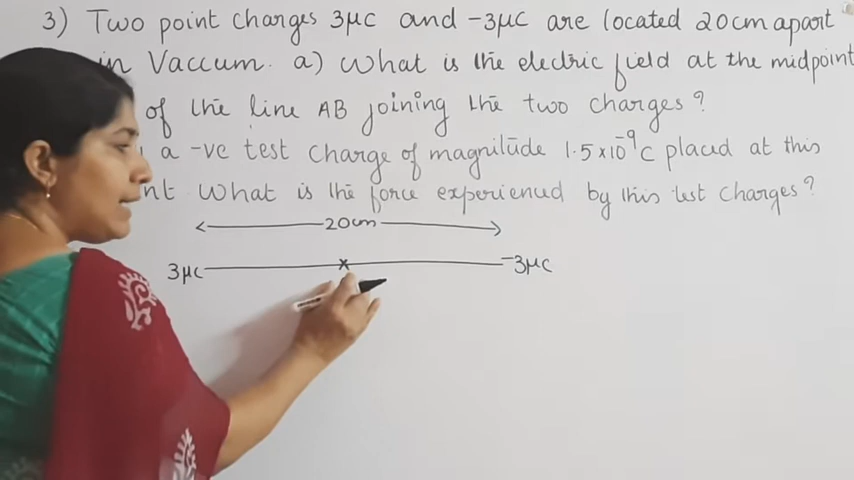 3) Two point charges 3μc and -3μc are located 20cm apart
in Vaccum. a) What is the electric field at the midpoint
of the line AB joining the two charges?
a -ve test charge of magnitude 1.5×10⁻⁹c placed at this
What is the force experienced by this test charges?
20cm
3μc x -3μc